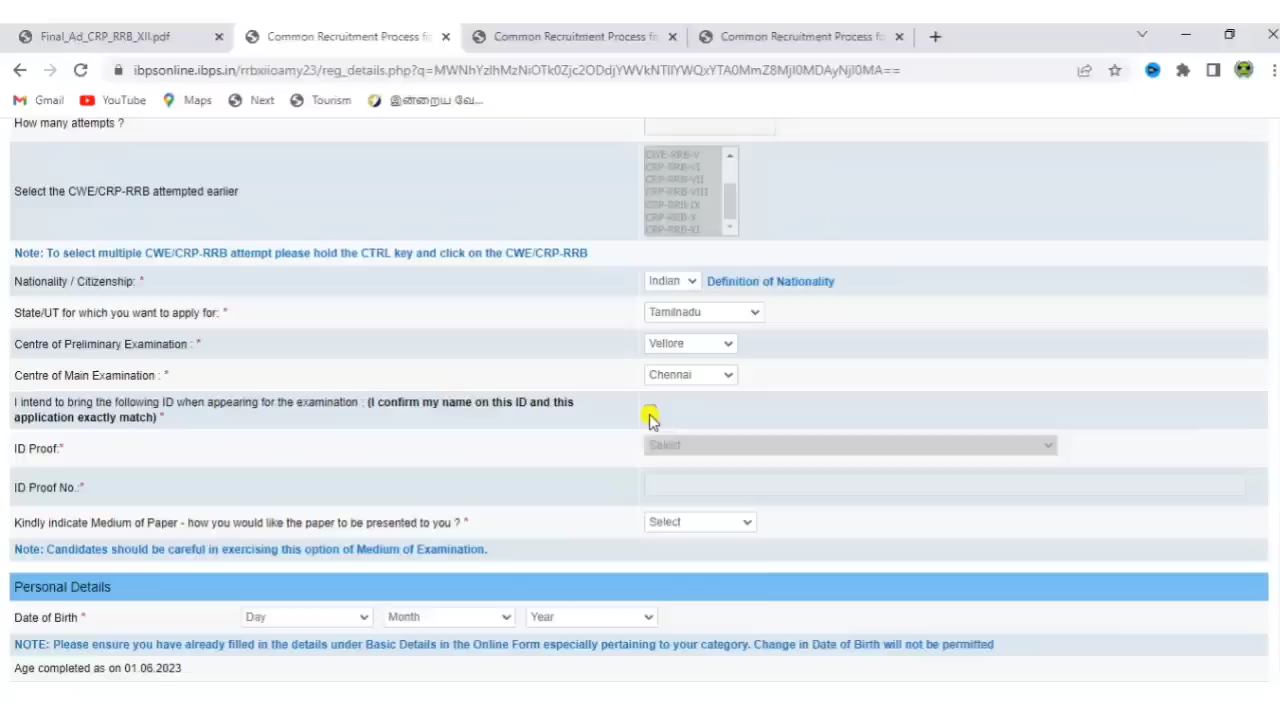 Final_Ad_CRP_RRB_XII.pdf
Common Recruitment Process f
Common Recruitment Process f
Common Recruitment Process f
Gmail
YouTube
Maps
Next
Tourism
இன்றைய வே...
How many attempts ?
CWE-RRB-V
CRP-RRB-VI
CRP-RRB-VII
CRP-RRB-VIII
CRP-RRB-IX
CRP-RRB-X
CRP-RRB-XI
Select the CWE/CRP-RRB attempted earlier
Note: To select multiple CWE/CRP-RRB attempt please hold the CTRL key and click on the CWE/CRP-RRB
Nationality / Citizenship: * Indian Definition of Nationality
State/UT for which you want to apply for: * Tamilnadu
Centre of Preliminary Examination : * Vellore
Centre of Main Examination : * Chennai
I intend to bring the following ID when appearing for the examination : (I confirm my name on this ID and this
application exactly match) *
ID Proof:* Select
ID Proof No.:*
Kindly indicate Medium of Paper - how you would like the paper to be presented to you ? * Select
Note: Candidates should be careful in exercising this option of Medium of Examination.
Personal Details
Date of Birth * Day Month Year
NOTE: Please ensure you have already filled in the details under Basic Details in the Online Form especially pertaining to your category. Change in Date of Birth will not be permitted
Age completed as on 01.06.2023